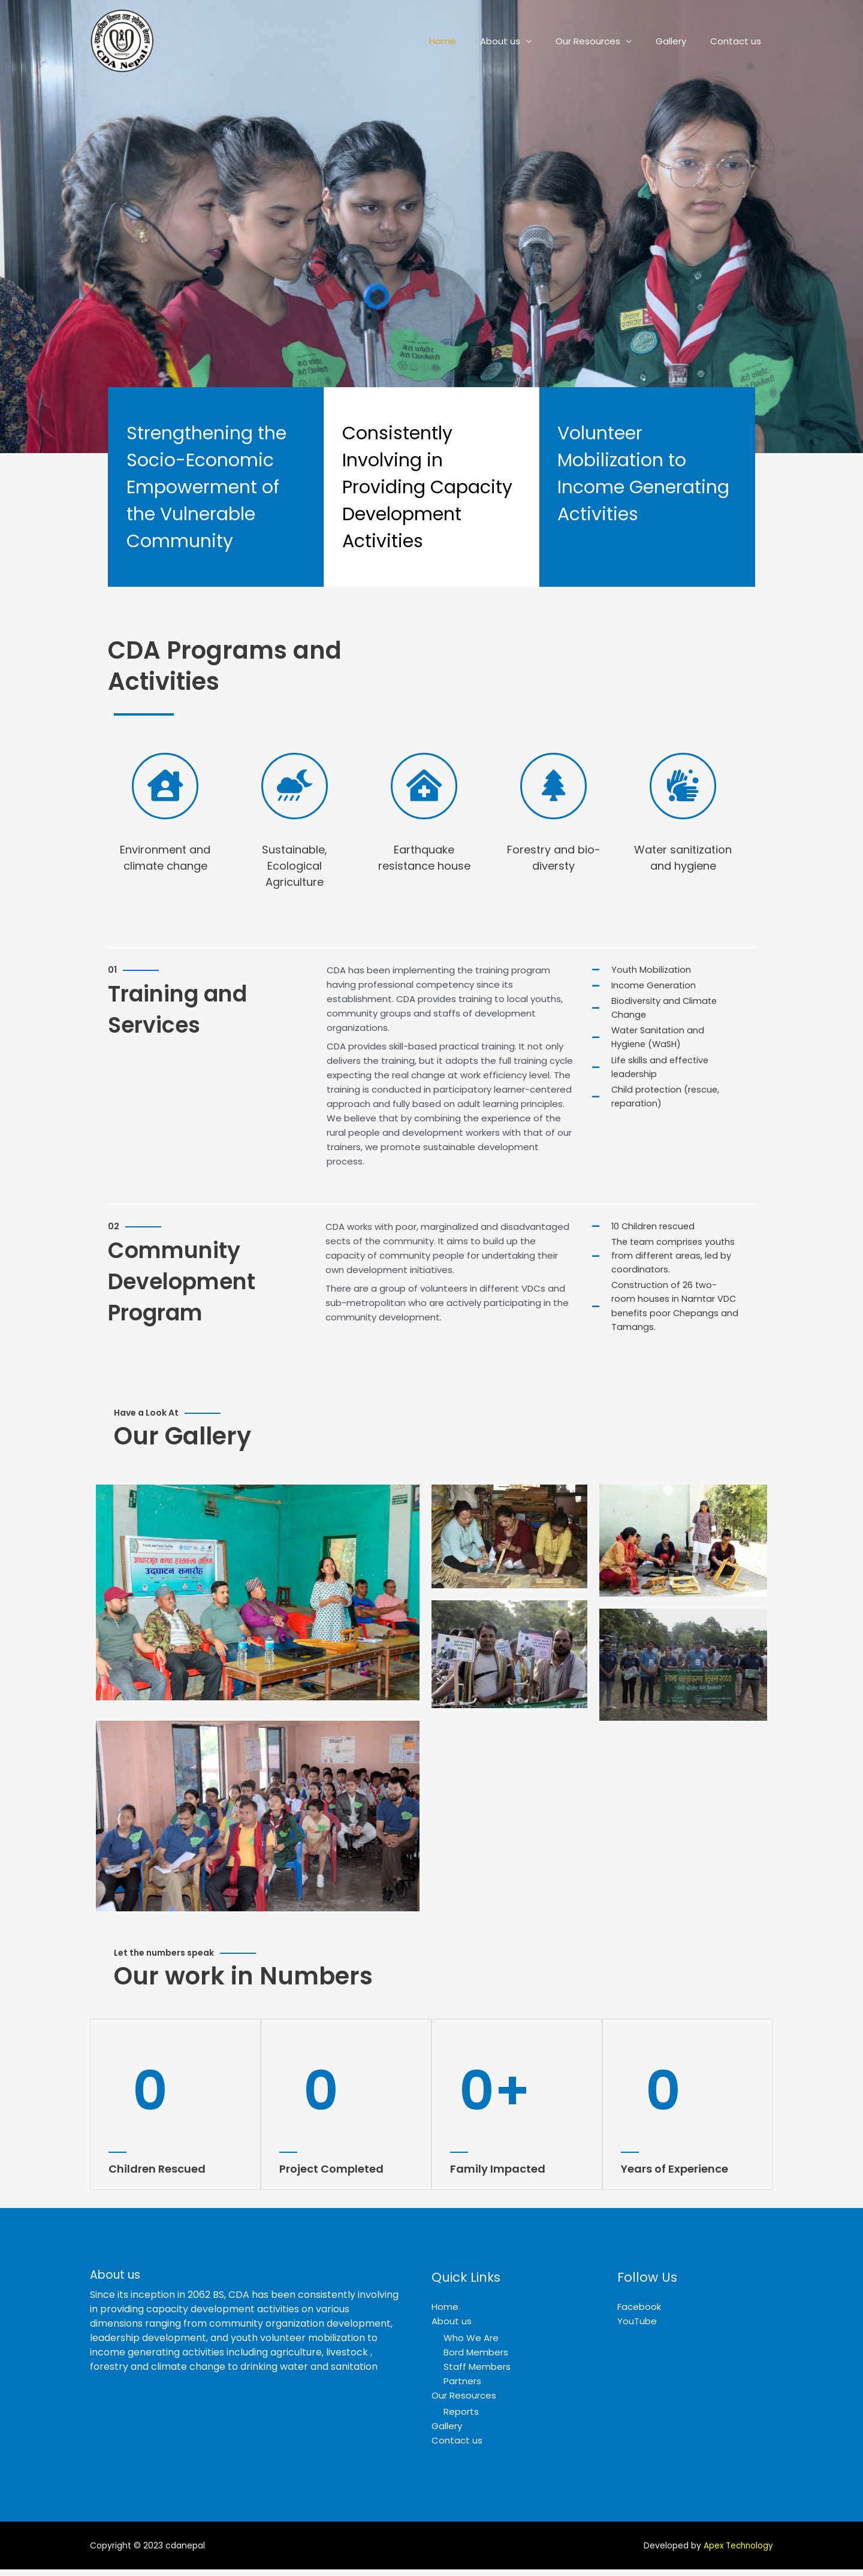 CDA Nepal
Home
About us
Our Resources
Gallery
Contact us
Strengthening the
Socio-Economic
Empowerment of
the Vulnerable
Community
Consistently
Involving in
Providing Capacity
Development
Activities
Volunteer
Mobilization to
Income Generating
Activities
CDA Programs and
Activities
Environment and
climate change
Sustainable,
Ecological
Agriculture
Earthquake
resistance house
Forestry and bio-
diversty
Water sanitization
and hygiene
01
Training and
Services
CDA has been implementing the training program
having professional competency since its
establishment. CDA provides training to local youths,
community groups and staffs of development
organizations.
CDA provides skill-based practical training. It not only
delivers the training, but it adopts the full training cycle
expecting the real change at work efficiency level. The
training is conducted in participatory learner-centered
approach and fully based on adult learning principles.
We believe that by combining the experience of the
rural people and development workers with that of our
trainers, we promote sustainable development
process.
Youth Mobilization
Income Generation
Biodiversity and Climate
Change
Water Sanitation and
Hygiene (WaSH)
Life skills and effective
leadership
Child protection (rescue,
reparation)
02
Community
Development
Program
CDA works with poor, marginalized and disadvantaged
sects of the community. It aims to build up the
capacity of community people for undertaking their
own development initiatives.
There are a group of volunteers in different VDCs and
sub-metropolitan who are actively participating in the
community development.
10 Children rescued
The team comprises youths
from different areas, led by
coordinators.
Construction of 26 two-
room houses in Namtar VDC
benefits poor Chepangs and
Tamangs.
Have a Look At
Our Gallery
उद्घाटन समारोह
Let the numbers speak
Our work in Numbers
0
Children Rescued
0
Project Completed
0+
Family Impacted
0
Years of Experience
About us
Since its inception in 2062 BS, CDA has been consistently involving
in providing capacity development activities on various
dimensions ranging from community organization development,
leadership development, and youth volunteer mobilization to
income generating activities including agriculture, livestock ,
forestry and climate change to drinking water and sanitation
Quick Links
Home
About us
Who We Are
Bord Members
Staff Members
Partners
Our Resources
Reports
Gallery
Contact us
Follow Us
Facebook
YouTube
Copyright © 2023 cdanepal
Developed by Apex Technology